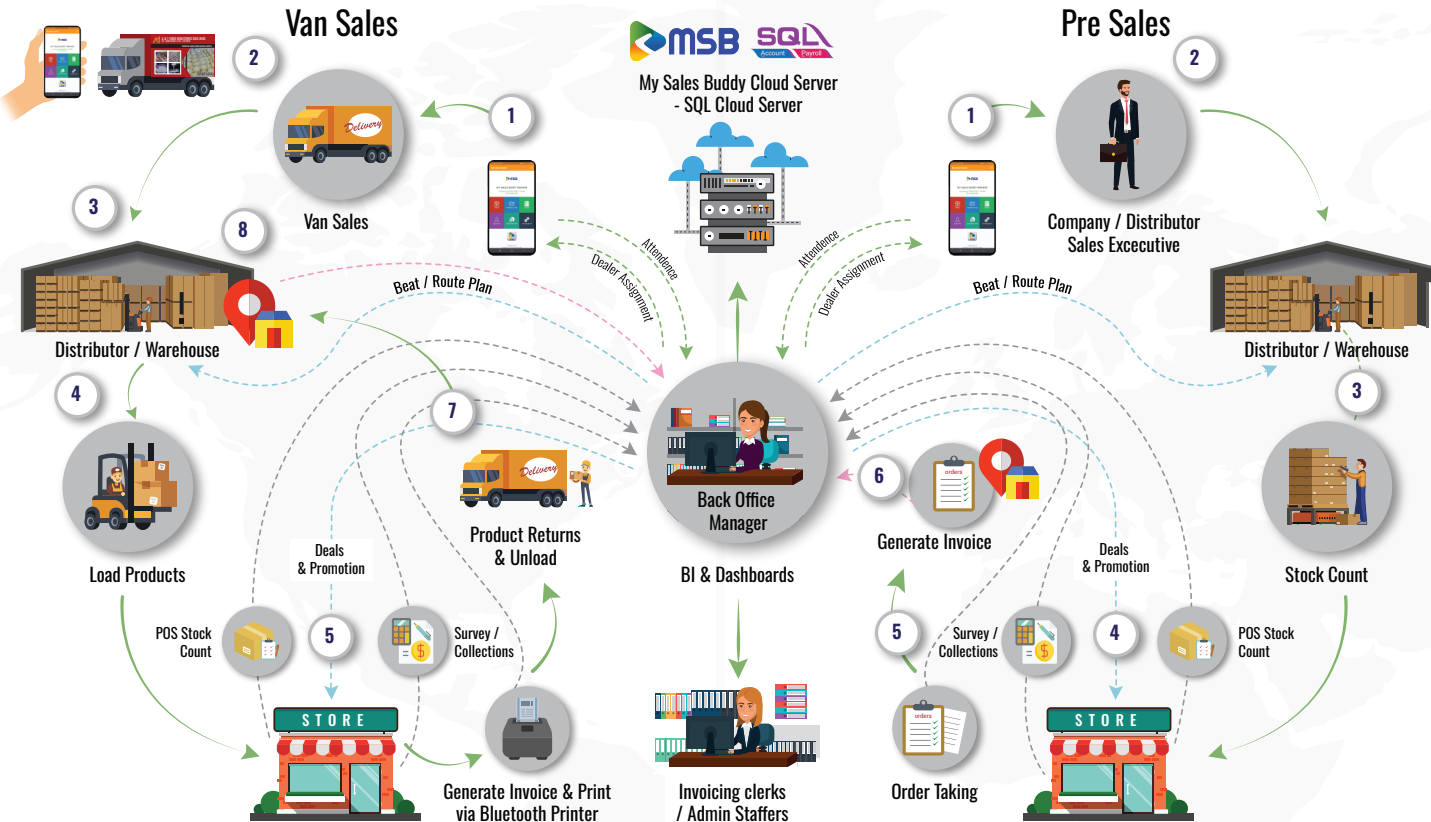 Van Sales
Pre Sales
MSB
SQL
Account
Payroll
My Sales Buddy Cloud Server
- SQL Cloud Server
2
1
Delivery
Van Sales
3
8
Distributor / Warehouse
4
Load Products
POS Stock
Count
5
Deals
& Promotion
Survey /
Collections
STORE
Generate Invoice & Print
via Bluetooth Printer
7
Delivery
Product Returns
& Unload
Beat / Route Plan
Attendence
Dealer Assignment
Back Office
Manager
BI & Dashboards
Invoicing clerks
/ Admin Staffers
Attendence
Dealer Assignment
Beat / Route Plan
1
2
Company / Distributor
Sales Excecutive
Distributor / Warehouse
3
Stock Count
6
orders
Generate Invoice
Deals
& Promotion
5
Survey /
Collections
4
POS Stock
Count
orders
Order Taking
STORE